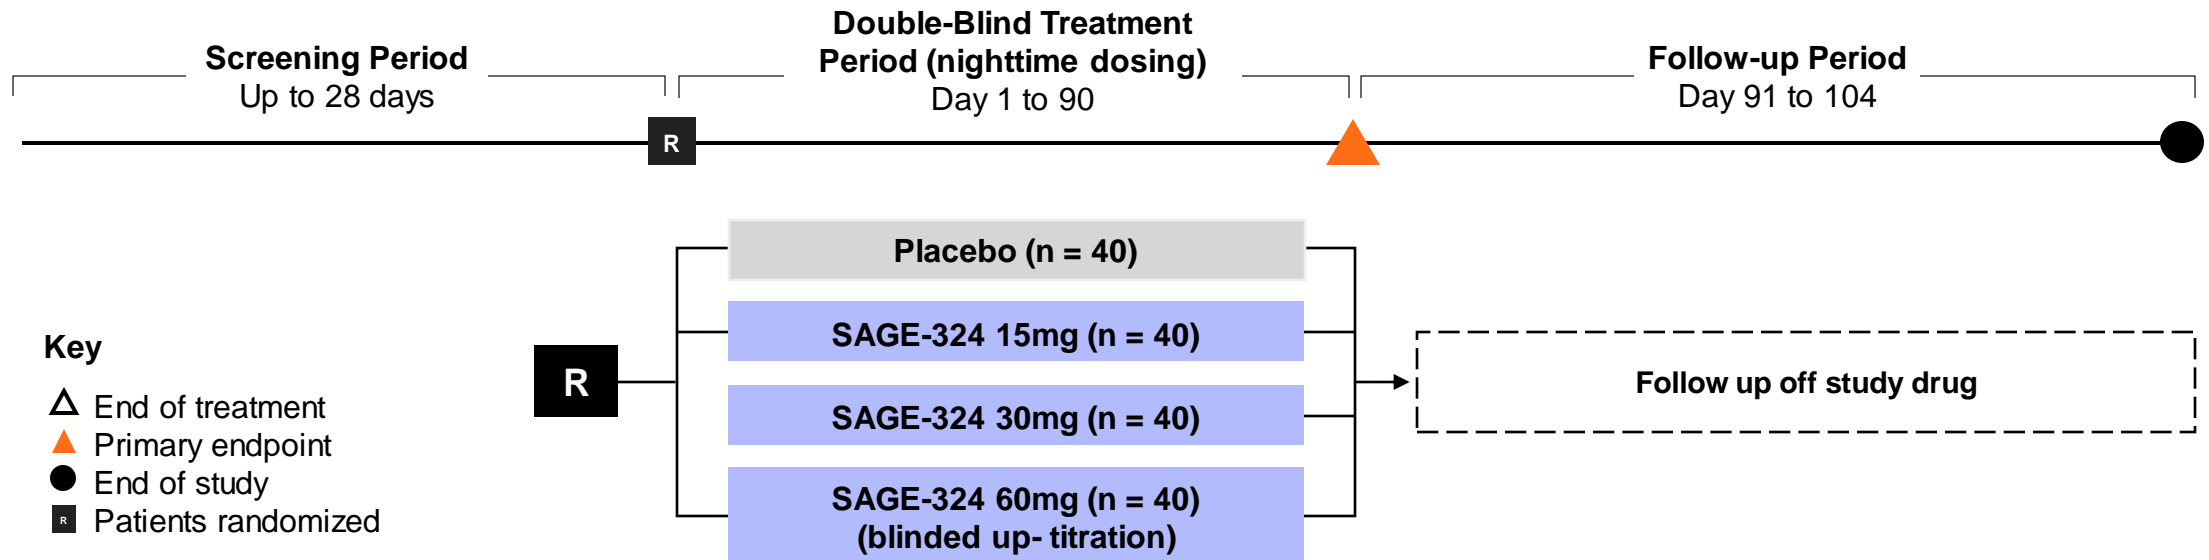 Screening Period
Up to 28 days
Double-Blind Treatment
Period (nighttime dosing)
Day 1 to 90
Follow-up Period
Day 91 to 104
R
Placebo (n = 40)
SAGE-324 15mg (n = 40)
SAGE-324 30mg (n = 40)
SAGE-324 60mg (n = 40)
(blinded up- titration)
R
Follow up off study drug
Key
End of treatment
Primary endpoint
End of study
R Patients randomized